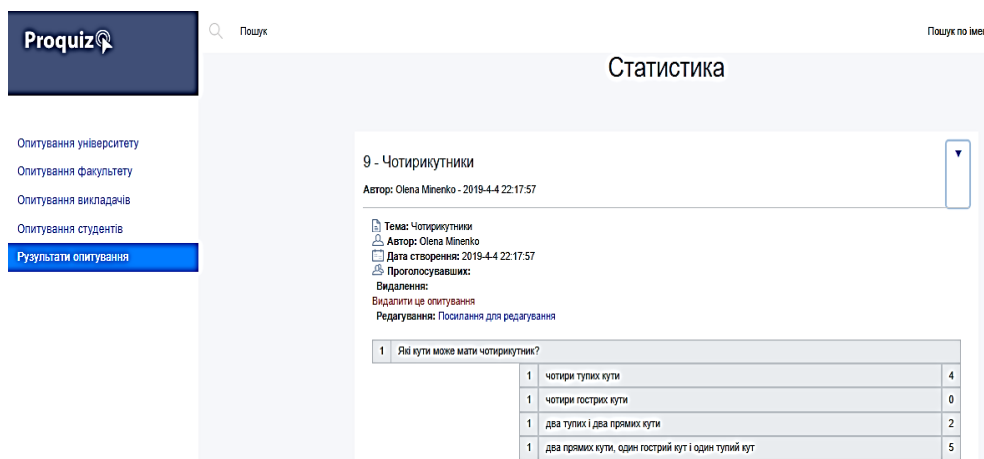 Proquiz
Пошук
Пошук по імен
Статистика
Опитування університету
Опитування факультету
Опитування викладачів
Опитування студентів
Рузультати опитування
9 - Чотирикутники
▼
Автор: Olena Minenko - 2019-4-4 22:17:57
Тема: Чотирикутники
Автор: Olena Minenko
Дата створення: 2019-4-4 22:17:57
Проголосувавших:
Видалення:
Видалити це опитування
Редагування: Посилання для редагування
1 Які кути може мати чотирикутник?
1 чотири тупих кути 4
1 чотири гострих кути 0
1 два тупих і два прямих кути 2
1 два прямих кути, один гострий кут і один тупий кут 5